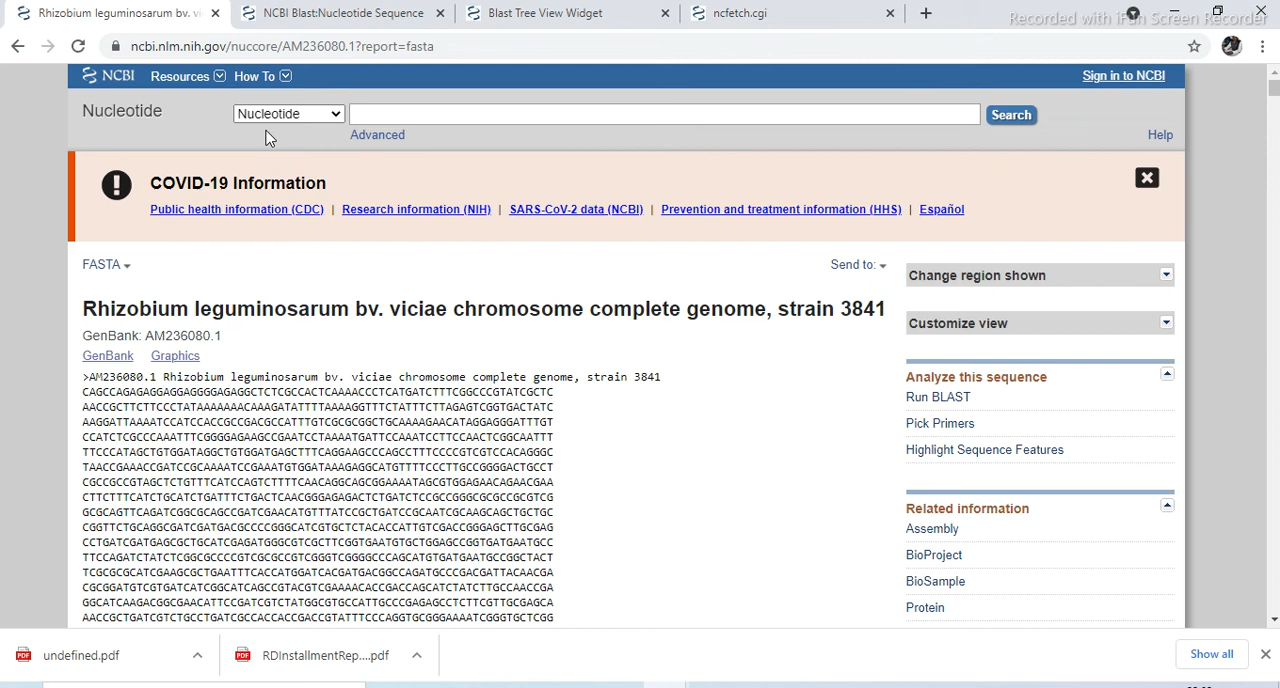 Rhizobium leguminosarum bv. vi
NCBI Blast:Nucleotide Sequence
Blast Tree View Widget
ncfetch.cgi
Recorded with iFun Screen Recorder
ncbi.nlm.nih.gov/nuccore/AM236080.1?report=fasta
NCBI Resources How To Sign in to NCBI
Nucleotide Nucleotide Search
Advanced Help
COVID-19 Information
Public health information (CDC) | Research information (NIH) | SARS-CoV-2 data (NCBI) | Prevention and treatment information (HHS) | Español
FASTA Send to:
Change region shown
Rhizobium leguminosarum bv. viciae chromosome complete genome, strain 3841
Customize view
GenBank: AM236080.1
GenBank Graphics
>AM236080.1 Rhizobium leguminosarum bv. viciae chromosome complete genome, strain 3841
CAGCCAGAGAGGAGGAGGGGAGAGGCTCTCGCCACTCAAAACCCTCATGATCTTTCGGCCCGTATCGCTC
AACCGCTTCTTCCCTATAAAAAAACAAAGATATTTTAAAAGGTTTCTATTTCTTAGAGTCGGTGACTATC
AAGGATTAAAATCCATCCACCGCCGACGCCATTTGTCGCGCGGCTGCAAAAGAACATAGGAGGGATTTGT
CCATCTCGCCCAAATTTCGGGGAGAAGCCGAATCCTAAAATGATTCCAAATCCTTCCAACTCGGCAATTT
TTCCCATAGCTGTGGATAGGCTGTGGATGAGCTTTCAGGAAGCCCAGCCTTTCCCCGTCGTCCACAGGGC
TAACCGAAACCGATCCGCAAAATCCGAAATGTGGATAAAGAGGCATGTTTTCCCTTGCCGGGGACTGCCT
CGCCGCCGTAGCTCTGTTTCATCCAGTCTTTTCAACAGGCAGCGGAAAATAGCGTGGAGAACAGAACGAA
CTTCTTTCATCTGCATCTGATTTCTGACTCAACGGGAGAGACTCTGATCTCCGCCGGGCGCGCCGCGTCG
GCGCAGTTCAGATCGGCGCAGCCGATCGAACATGTTTATCCGCTGATCCGCAATCCGAAGCAGCTGCTGC
CGGTTCTGCAGGCGATCGATGACGCCCCGGGCATCGTGCTCTACACCATTGTCGACCGGGAGCTTGCGAG
CCTGATCGATGAGCGCTGCATCGAGATGGGCGTCGCTTCGGTGAATGTGCTGGAGCCGGTGATGAATGCC
TTCCAGATCTATCTCGGCGCCCCGTCGCGCCGTCGGGTCGGGGCCCAGCATGTGATGAATGCCGGCTACT
TCGCGCGCATCGAAGCGCTGAATTTCACCATGGATCACGATGACGGCCAGATGCCCGACGATTACAACGA
CGCGGATGTCGTGATCATCGGCATCAGCCGTACGTCGAAAACACCGACCAGCATCTATCTTGCCAACCGA
GGCATCAAGACGGCGAACATTCCGATCGTCTATGGCGTGCCATTGCCCGAGAGCCTCTTCGTTGCGAGCA
AACCGCTGATCGTCTGCCTGATCGCCACCACCGACCGTATTTCCCAGGTGCGGGAAAATCGGGTGCTCGG
Analyze this sequence
Run BLAST
Pick Primers
Highlight Sequence Features
Related information
Assembly
BioProject
BioSample
Protein
undefined.pdf
RDInstallmentRep....pdf
Show all